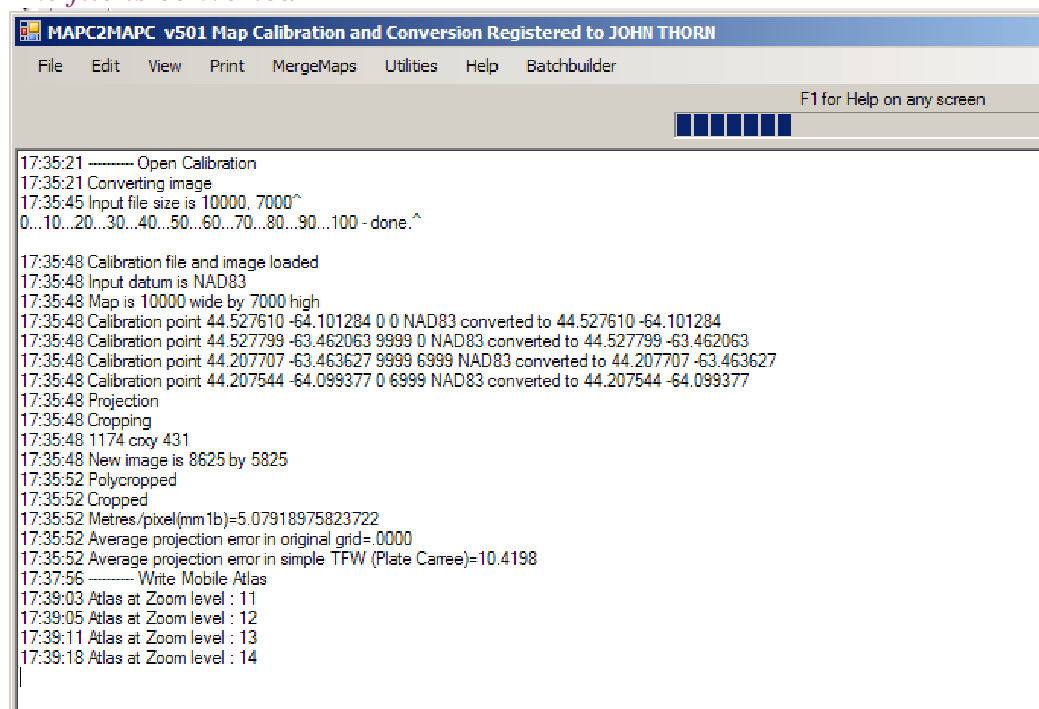 MAPC2MAPC v501 Map Calibration and Conversion Registered to JOHN THORN
File Edit View Print MergeMaps Utilities Help Batchbuilder
F1 for Help on any screen
17:35:21 ---------- Open Calibration
17:35:21 Converting image
17:35:45 Input file size is 10000, 7000^
0...10...20...30...40...50...60...70...80...90...100 - done.^
17:35:48 Calibration file and image loaded
17:35:48 Input datum is NAD83
17:35:48 Map is 10000 wide by 7000 high
17:35:48 Calibration point 44.527610 -64.101284 0 0 NAD83 converted to 44.527610 -64.101284
17:35:48 Calibration point 44.527799 -63.462063 9999 0 NAD83 converted to 44.527799 -63.462063
17:35:48 Calibration point 44.207707 -63.463627 9999 6999 NAD83 converted to 44.207707 -63.463627
17:35:48 Calibration point 44.207544 -64.099377 0 6999 NAD83 converted to 44.207544 -64.099377
17:35:48 Projection
17:35:48 Cropping
17:35:48 1174 crxy 431
17:35:48 New image is 8625 by 5825
17:35:52 Polycropped
17:35:52 Cropped
17:35:52 Metres/pixel(mm1b)=5.07918975823722
17:35:52 Average projection error in original grid=.0000
17:35:52 Average projection error in simple TFW (Plate Carree)=10.4198
17:37:56 ---------- Write Mobile Atlas
17:39:03 Atlas at Zoom level : 11
17:39:05 Atlas at Zoom level : 12
17:39:11 Atlas at Zoom level : 13
17:39:18 Atlas at Zoom level : 14